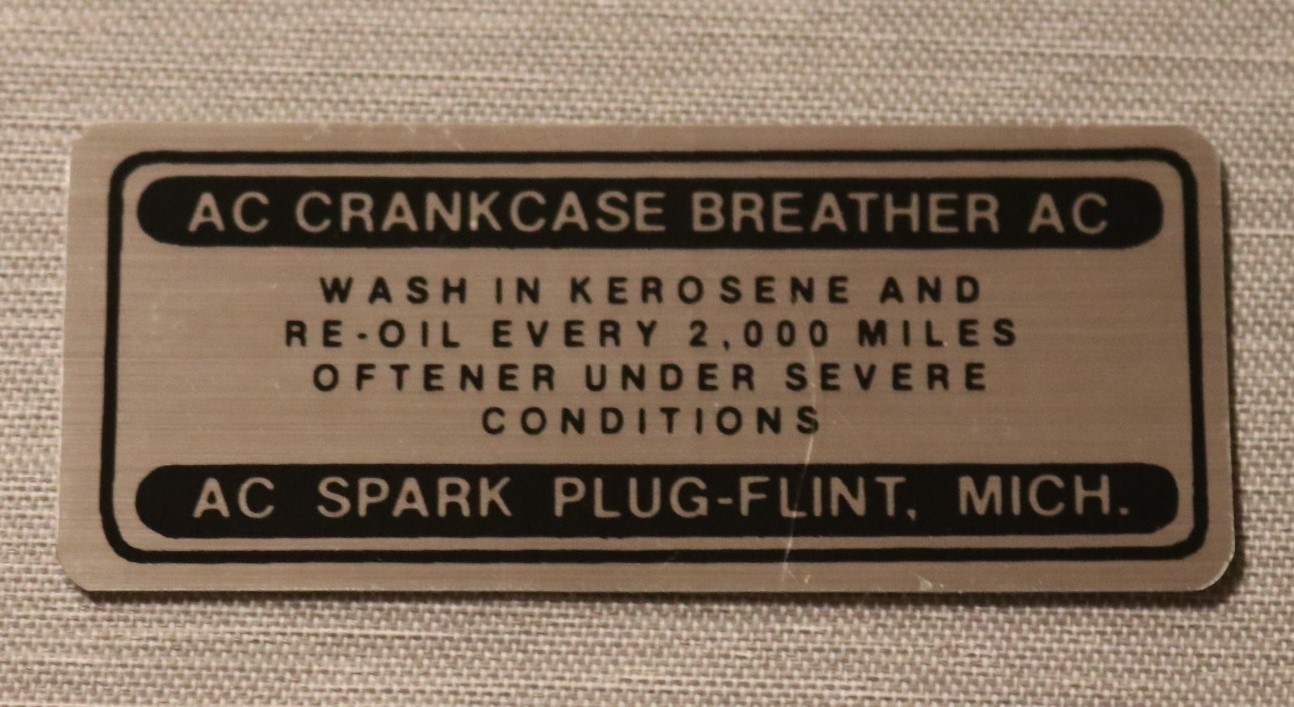 AC CRANKCASE BREATHER AC
WASH IN KEROSENE AND
RE-OIL EVERY 2,000 MILES
OFTENER UNDER SEVERE
CONDITIONS
AC SPARK PLUG-FLINT, MICH.